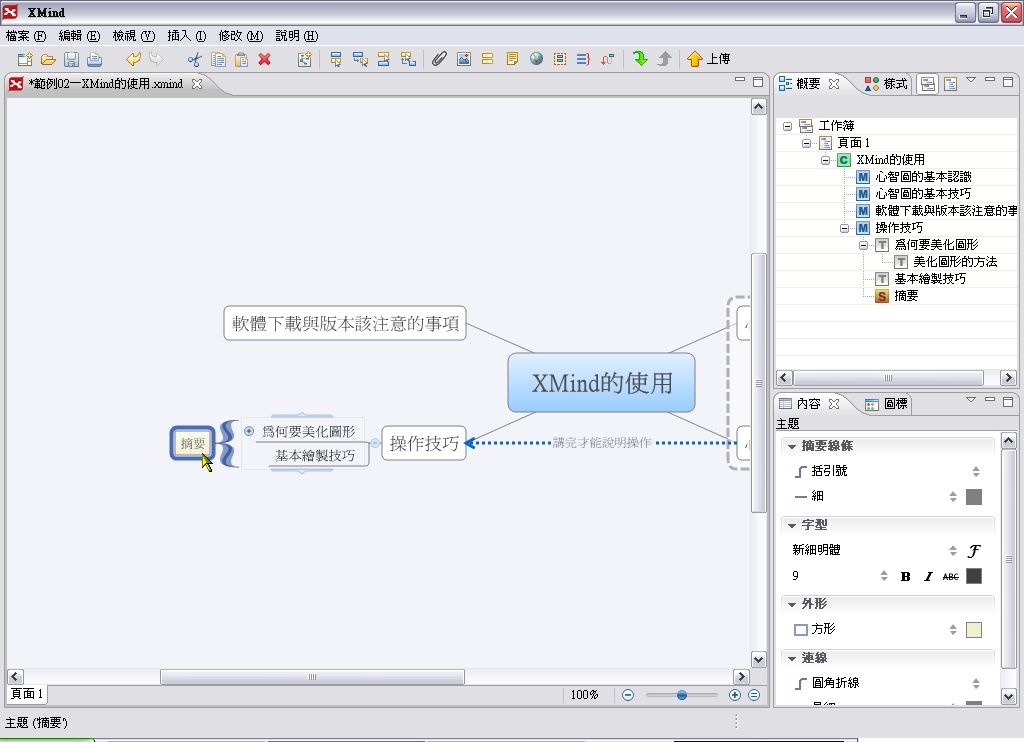 XMind
檔案 (F) 編輯 (E) 檢視 (V) 插入 (I) 修改 (M) 說明 (H)
上傳
*範例02一XMind的使用.xmind
軟體下載與版本該注意的事項
XMind的使用
摘要
為何要美化圖形
基本繪製技巧
操作技巧
講完才能說明操作
100%
頁面 1
主題 ('摘要')
概要
樣式
工作簿
頁面 1
C XMind的使用
M 心智圖的基本認識
M 心智圖的基本技巧
M 軟體下載與版本該注意的事
M 操作技巧
T 為何要美化圖形
T 美化圖形的方法
T 基本繪製技巧
S 摘要
內容
圖標
主題
摘要線條
括引號
細
字型
新細明體
9 B I ABC
外形
方形
連線
圓角折線